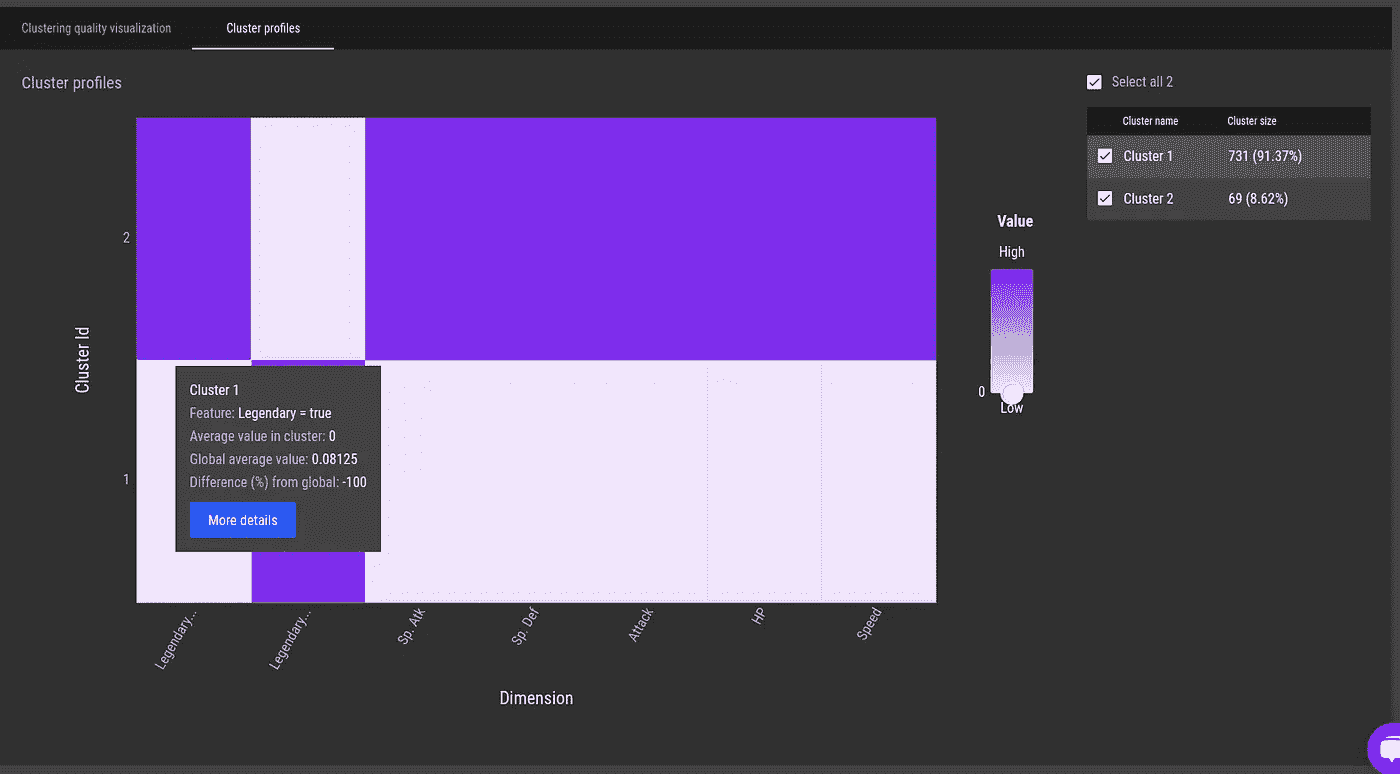 Clustering quality visualization
Cluster profiles
Cluster profiles
Select all 2
Cluster name Cluster size
Cluster 1 731 (91.37%)
Cluster 2 69 (8.62%)
Value
High
0
Low
Cluster Id
2
1
Cluster 1
Feature: Legendary = true
Average value in cluster: 0
Global average value: 0.08125
Difference (%) from global: -100
More details
Legendary...
Legendary...
Sp. Atk
Sp. Def
Attack
HP
Speed
Dimension